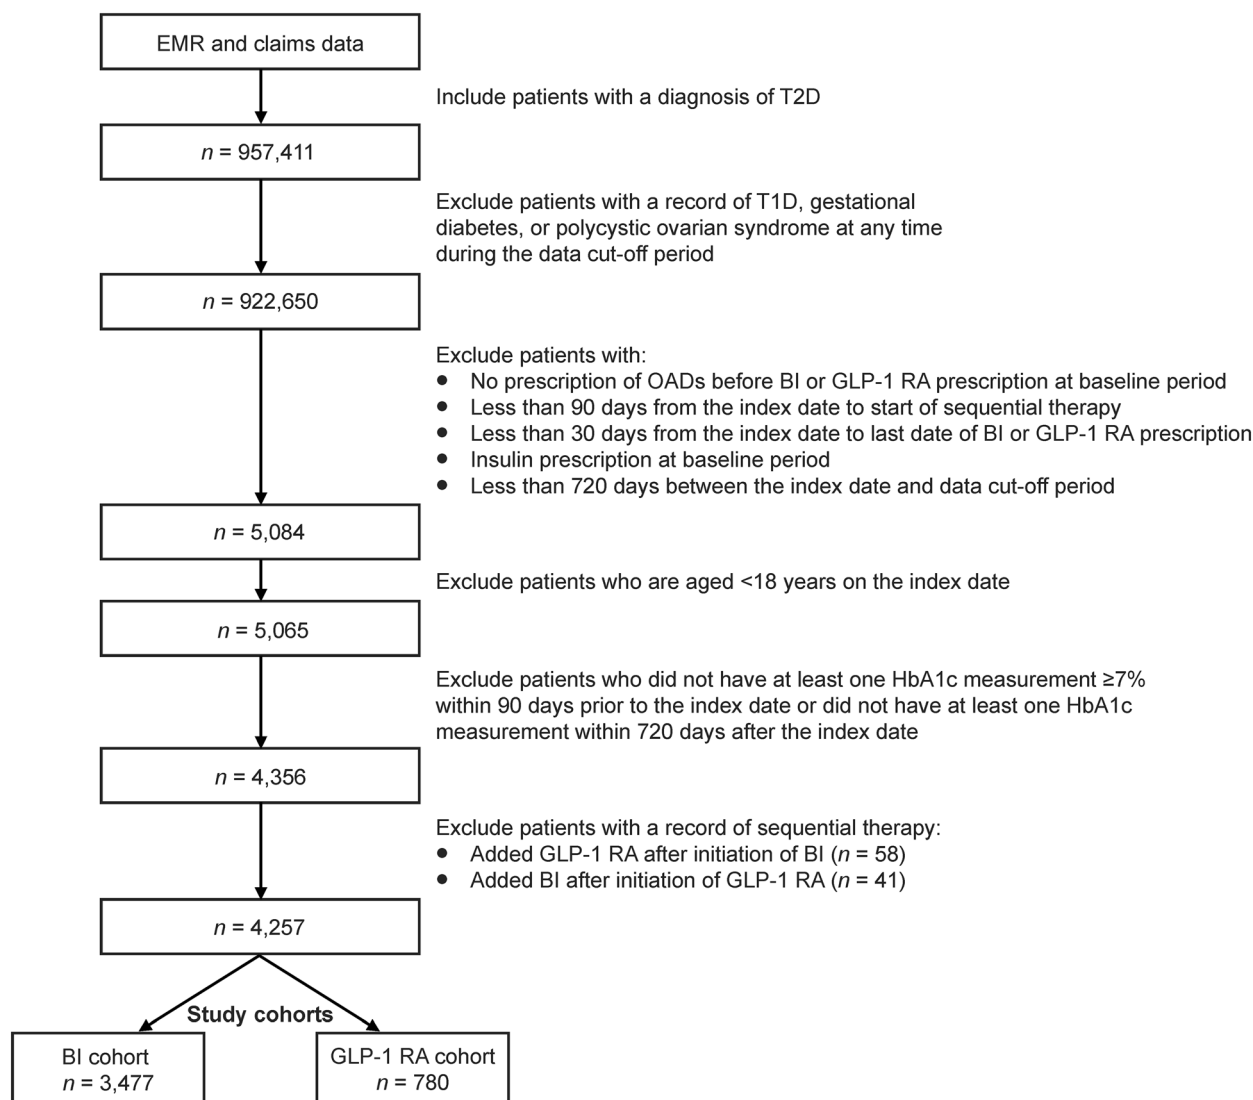 EMR and claims data
Include patients with a diagnosis of T2D
n = 957,411
Exclude patients with a record of T1D, gestational
diabetes, or polycystic ovarian syndrome at any time
during the data cut-off period
n = 922,650
Exclude patients with:
● No prescription of OADs before BI or GLP-1 RA prescription at baseline period
● Less than 90 days from the index date to start of sequential therapy
● Less than 30 days from the index date to last date of BI or GLP-1 RA prescription
● Insulin prescription at baseline period
● Less than 720 days between the index date and data cut-off period
n = 5,084
Exclude patients who are aged <18 years on the index date
n = 5,065
Exclude patients who did not have at least one HbA1c measurement ≥7%
within 90 days prior to the index date or did not have at least one HbA1c
measurement within 720 days after the index date
n = 4,356
Exclude patients with a record of sequential therapy:
● Added GLP-1 RA after initiation of BI (n = 58)
● Added BI after initiation of GLP-1 RA (n = 41)
n = 4,257
Study cohorts
BI cohort
n = 3,477
GLP-1 RA cohort
n = 780